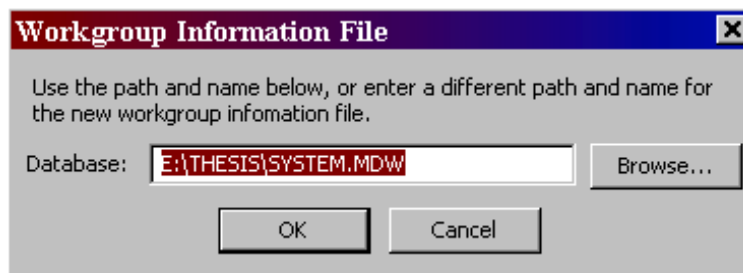 Workgroup Information File
Use the path and name below, or enter a different path and name for
the new workgroup infomation file.
Database: E:\THESIS\SYSTEM.MDW Browse...
OK Cancel